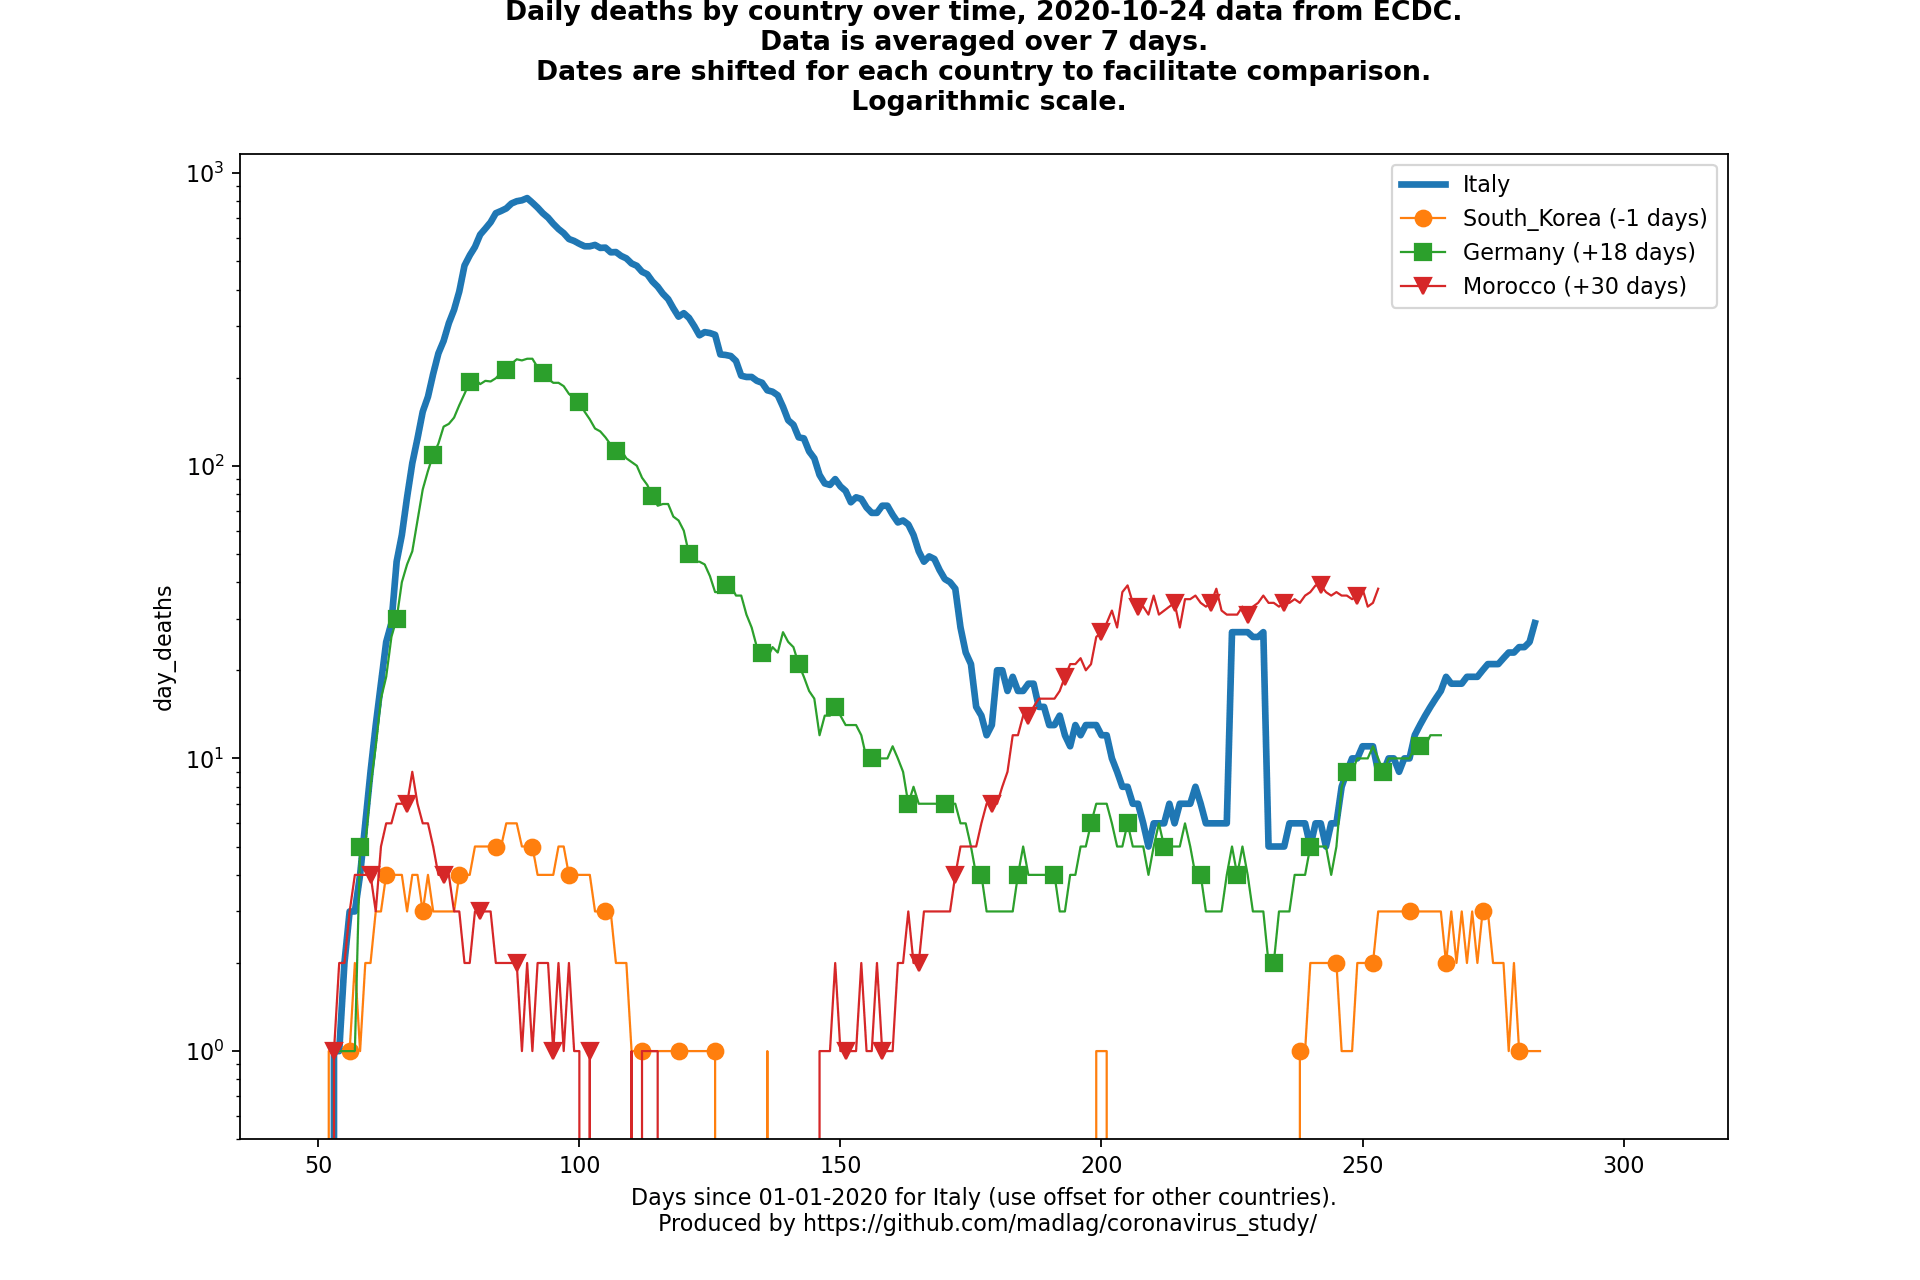 Daily deaths by country over time, 2020-10-24 data from ECDC.
Data is averaged over 7 days.
Dates are shifted for each country to facilitate comparison.
Logarithmic scale.
10³
10²
10¹
10⁰
day_deaths
Italy
South_Korea (-1 days)
Germany (+18 days)
Morocco (+30 days)
50 100 150 200 250 300
Days since 01-01-2020 for Italy (use offset for other countries).
Produced by https://github.com/madlag/coronavirus_study/